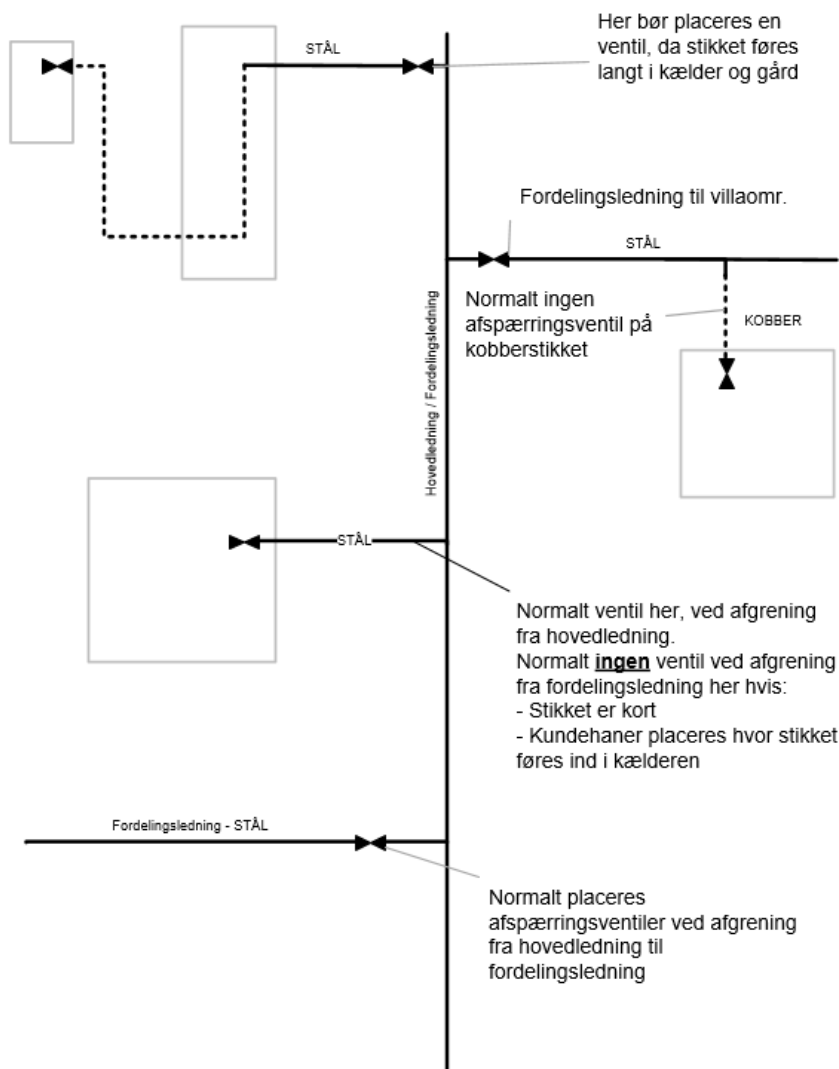 Her bør placeres en
ventil, da stikket føres
langt i kælder og gård
STÅL
Fordelingsledning til villaomr.
STÅL
Normalt ingen
afspærringsventil på
kobberstikket
KOBBER
Hovedledning / Fordelingsledning
STÅL
Normalt ventil her, ved afgrening
fra hovedledning.
Normalt ingen ventil ved afgrening
fra fordelingsledning her hvis:
- Stikket er kort
- Kundehaner placeres hvor stikket
føres ind i kælderen
Fordelingsledning - STÅL
Normalt placeres
afspærringsventiler ved afgrening
fra hovedledning til
fordelingsledning